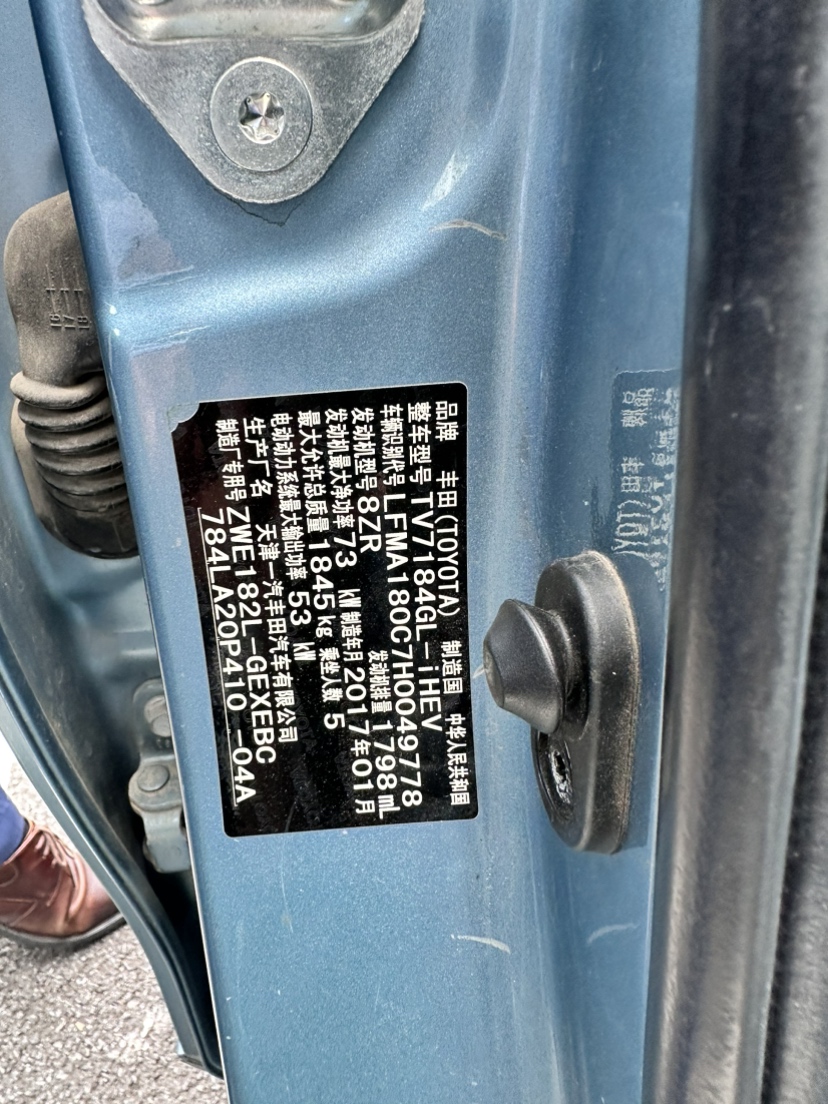 品牌 丰田(TOYOTA) 制造国 中华人民共和国
整车型号 TV7184GL-iHEV
车辆识别代号 LFMA180C7H0049778
发动机型号 8ZR 发动机排量 1798 mL
发动机最大净功率 73 kW 制造年月 2017年01月
最大允许总质量 1845 kg 乘坐人数 5
电动动力系统最大输出功率 53 kW
生产厂名 天津一汽丰田汽车有限公司
制造厂专用号 ZWE182L-GEXEBC
784LA20P410 -04A